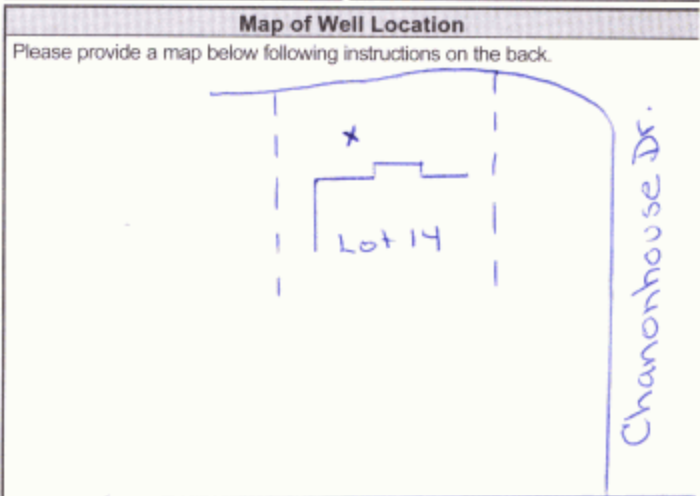 Map of Well Location
Please provide a map below following instructions on the back.
x
Lot 14
Chanonhouse Dr.